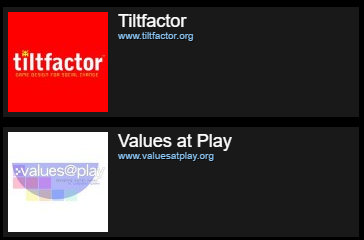 tiltfactor
GAME DESIGN FOR SOCIAL CHANGE
Tiltfactor
www.tiltfactor.org
:values@play
Values at Play
www.valuesatplay.org